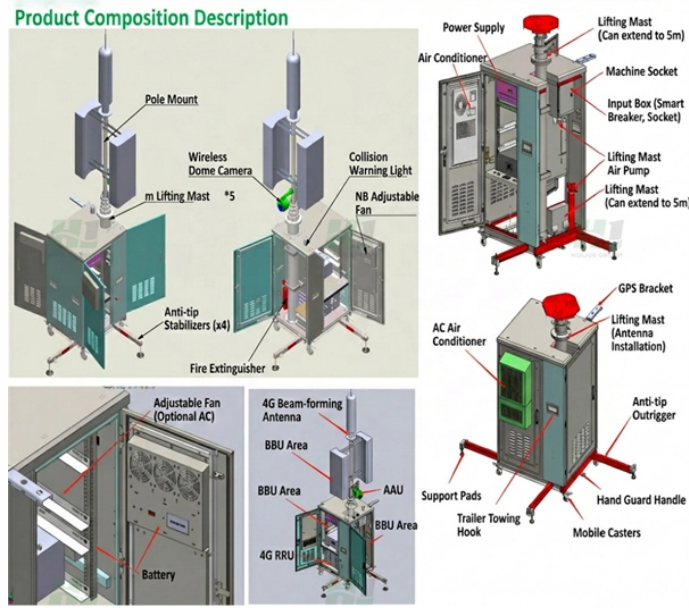 Product Composition Description
Pole Mount
Wireless
Dome Camera
Collision
Warning Light
m Lifting Mast *5
NB Adjustable
Fan
Anti-tip
Stabilizers (x4)
Fire Extinguisher
Power Supply
Lifting Mast
(Can extend to 5m)
Air Conditioner
Machine Socket
Input Box (Smart
Breaker, Socket)
Lifting Mast
Air Pump
Lifting Mast
(Can extend to 5m)
GPS Bracket
AC Air
Conditioner
Lifting Mast
(Antenna
Installation)
Anti-tip
Outrigger
Support Pads
Hand Guard Handle
Trailer Towing
Hook
Mobile Casters
Adjustable Fan
(Optional AC)
Battery
4G Beam-forming
Antenna
BBU Area
BBU Area
AAU
BBU Area
4G RRU